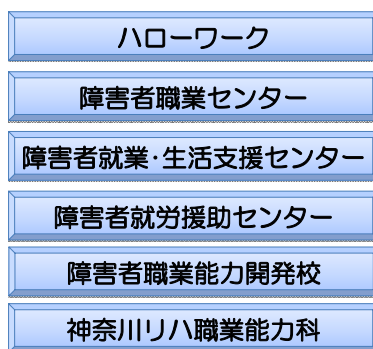 ハローワーク
障害者職業センター
障害者就業・生活支援センター
障害者就労援助センター
障害者職業能力開発校
神奈川リハ職業能力科